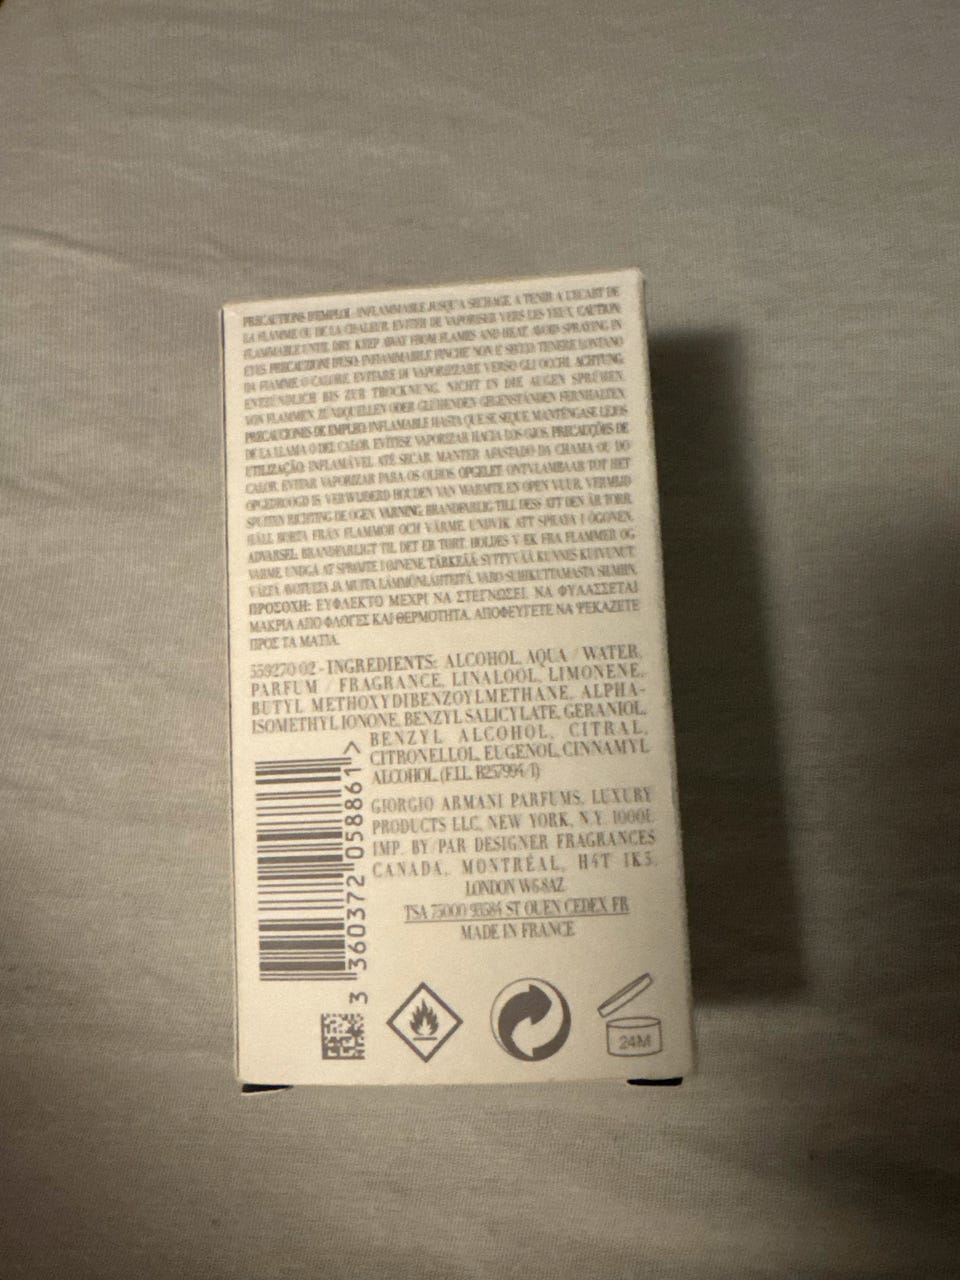 PRÉCAUTIONS D'EMPLOI: INFLAMMABLE JUSQU'À SÉCHAGE. A TENIR A L'ÉCART DE
LA FLAMME OU DE LA CHALEUR. ÉVITER DE VAPORISER VERS LES YEUX. CAUTION:
FLAMMABLE UNTIL DRY. KEEP AWAY FROM FLAMES AND HEAT. AVOID SPRAYING IN
EYES. PRECAUZIONI D'USO: INFIAMMABILE FINCHÉ NON È SECCO. TENERE LONTANO
DA FIAMME O CALORE. EVITARE DI VAPORIZZARE VERSO GLI OCCHI. ACHTUNG:
ENTZÜNDLICH BIS ZUR TROCKNUNG. NICHT IN DIE AUGEN SPRÜHEN.
VON FLAMMEN, ZÜNDQUELLEN ODER GLÜHENDEN GEGENSTÄNDEN FERNHALTEN.
PRECAUCIONES DE EMPLEO: INFLAMABLE HASTA QUE SE SEQUE. MANTÉNGASE LEJOS
DE LA LLAMA O DEL CALOR. EVÍTESE VAPORIZAR HACIA LOS OJOS. PRECAUÇÕES DE
UTILIZAÇÃO: INFLAMÁVEL ATÉ SECAR. MANTER AFASTADO DA CHAMA OU DO
CALOR. EVITAR VAPORIZAR PARA OS OLHOS. OPGELET: ONTVLAMBAAR TOT HET
OPGEDROOGD IS. VERWIJDERD HOUDEN VAN WARMTE EN OPEN VUUR. VERMIJD
SPUITEN RICHTING DE OGEN. VARNING: BRANDFARLIG TILL DESS ATT DEN ÄR TORR.
HÅLL BORTA FRÅN FLAMMOR OCH VÄRME. UNDVIK ATT SPRAYA I ÖGONEN.
ADVARSEL: BRANDFARLIGT TIL DET ER TØRT. HOLDES VÆK FRA FLAMMER OG
VARME. UNDGÅ AT SPRØJTE I ØJNENE. TÄRKEÄÄ: SYTTYVÄÄ KUNNES KUIVUNUT.
VÄLTÄ AVOTULTA JA MUITA LÄMMÖNLÄHTEITÄ. VARO SUIHKUTTAMASTA SILMIIN.
ΠΡΟΣΟΧΗ: ΕΥΦΛΕΚΤΟ ΜΕΧΡΙ ΝΑ ΣΤΕΓΝΩΣΕΙ. ΝΑ ΦΥΛΑΣΣΕΤΑΙ
ΜΑΚΡΙΑ ΑΠΟ ΦΛΟΓΕΣ ΚΑΙ ΘΕΡΜΟΤΗΤΑ. ΑΠΟΦΕΥΓΕΤΕ ΝΑ ΨΕΚΑΖΕΤΕ
ΠΡΟΣ ΤΑ ΜΑΤΙΑ.
559270 02 - INGREDIENTS: ALCOHOL, AQUA / WATER,
PARFUM / FRAGRANCE, LINALOOL, LIMONENE,
BUTYL METHOXYDIBENZOYLMETHANE, ALPHA-
ISOMETHYL IONONE, BENZYL SALICYLATE, GERANIOL,
BENZYL ALCOHOL, CITRAL,
CITRONELLOL, EUGENOL, CINNAMYL
ALCOHOL. (F.I.L. B257994/1)
GIORGIO ARMANI PARFUMS, LUXURY
PRODUCTS LLC, NEW YORK, N.Y. 10001.
IMP. BY/PAR DESIGNER FRAGRANCES
CANADA, MONTRÉAL, H4T 1K5.
LONDON W6 8AZ
TSA 75000 93584 ST OUEN CEDEX FR
MADE IN FRANCE
3 360372 058861 >
24M